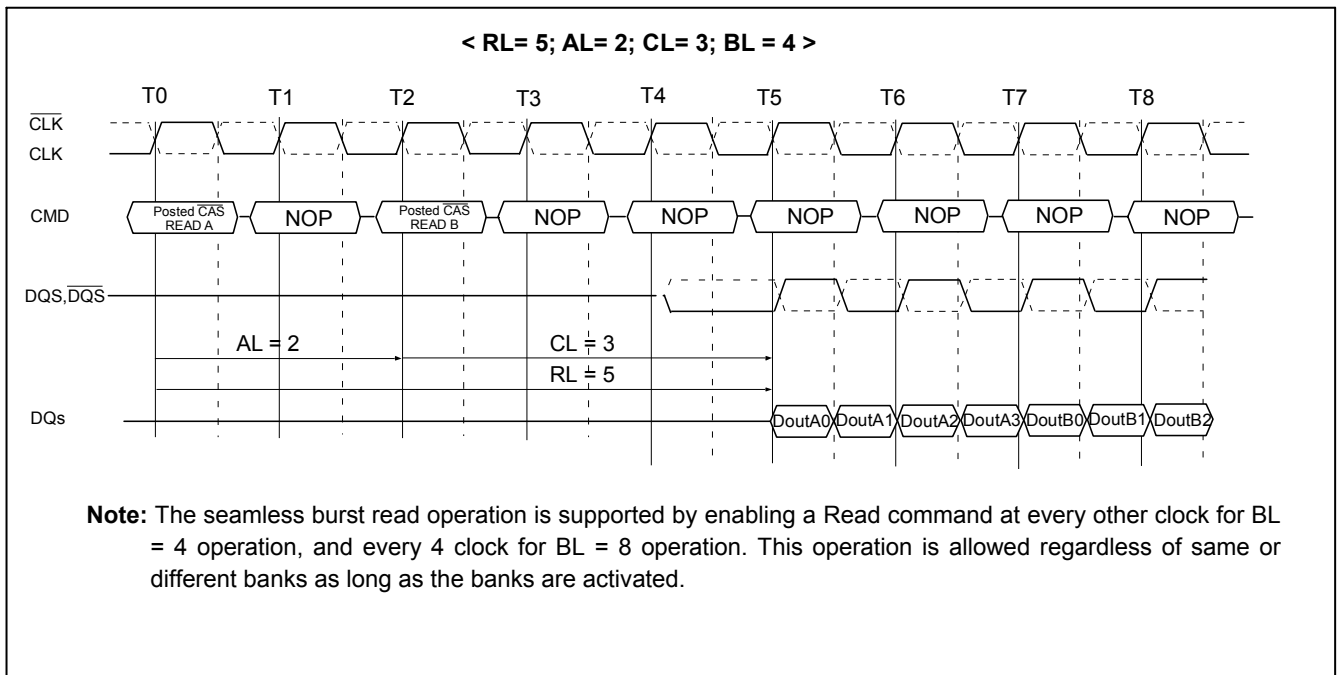 < RL= 5; AL= 2; CL= 3; BL = 4 >
T0 T1 T2 T3 T4 T5 T6 T7 T8
C̅L̅K̅
CLK
CMD
Posted C̅A̅S̅
READ A
NOP
Posted C̅A̅S̅
READ B
NOP
NOP
NOP
NOP
NOP
NOP
DQS,D̅Q̅S̅
AL = 2
CL = 3
RL = 5
DQs
DoutA0 DoutA1 DoutA2 DoutA3 DoutB0 DoutB1 DoutB2
Note: The seamless burst read operation is supported by enabling a Read command at every other clock for BL
= 4 operation, and every 4 clock for BL = 8 operation. This operation is allowed regardless of same or
different banks as long as the banks are activated.